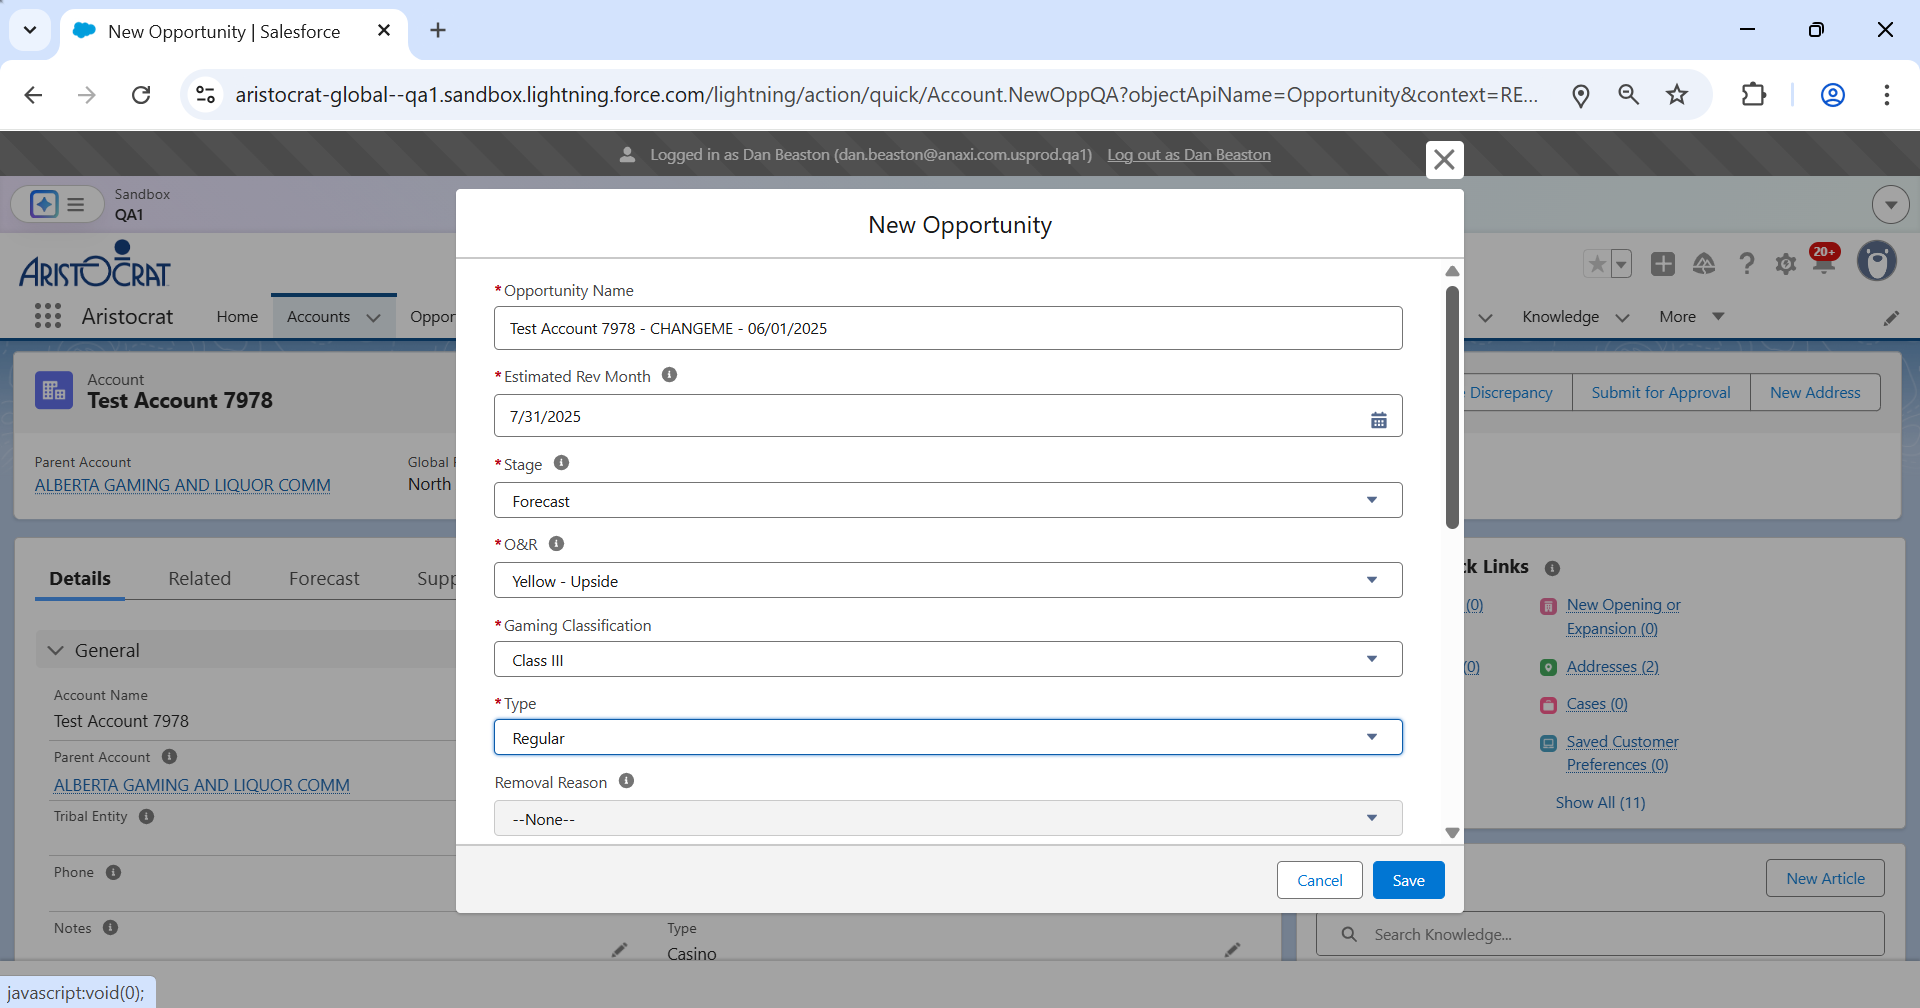 New Opportunity | Salesforce
aristocrat-global--qa1.sandbox.lightning.force.com/lightning/action/quick/Account.NewOppQA?objectApiName=Opportunity&context=RE...
Logged in as Dan Beaston (dan.beaston@anaxi.com.usprod.qa1) Log out as Dan Beaston
Sandbox
QA1
ARISTOCRAT
20+
Aristocrat
Home
Accounts
Oppor
Knowledge
More
Account
Test Account 7978
Discrepancy
Submit for Approval
New Address
Parent Account
ALBERTA GAMING AND LIQUOR COMM
Global
North
Details
Related
Forecast
Supp
General
Account Name
Test Account 7978
Parent Account
ALBERTA GAMING AND LIQUOR COMM
Tribal Entity
Phone
Notes
Type
Casino
New Opportunity
*Opportunity Name
Test Account 7978 - CHANGEME - 06/01/2025
*Estimated Rev Month
7/31/2025
*Stage
Forecast
*O&R
Yellow - Upside
*Gaming Classification
Class III
*Type
Regular
Removal Reason
--None--
Cancel
Save
k Links
(0)
New Opening or
Expansion (0)
(0)
Addresses (2)
Cases (0)
Saved Customer
Preferences (0)
Show All (11)
New Article
Search Knowledge...
javascript:void(0);